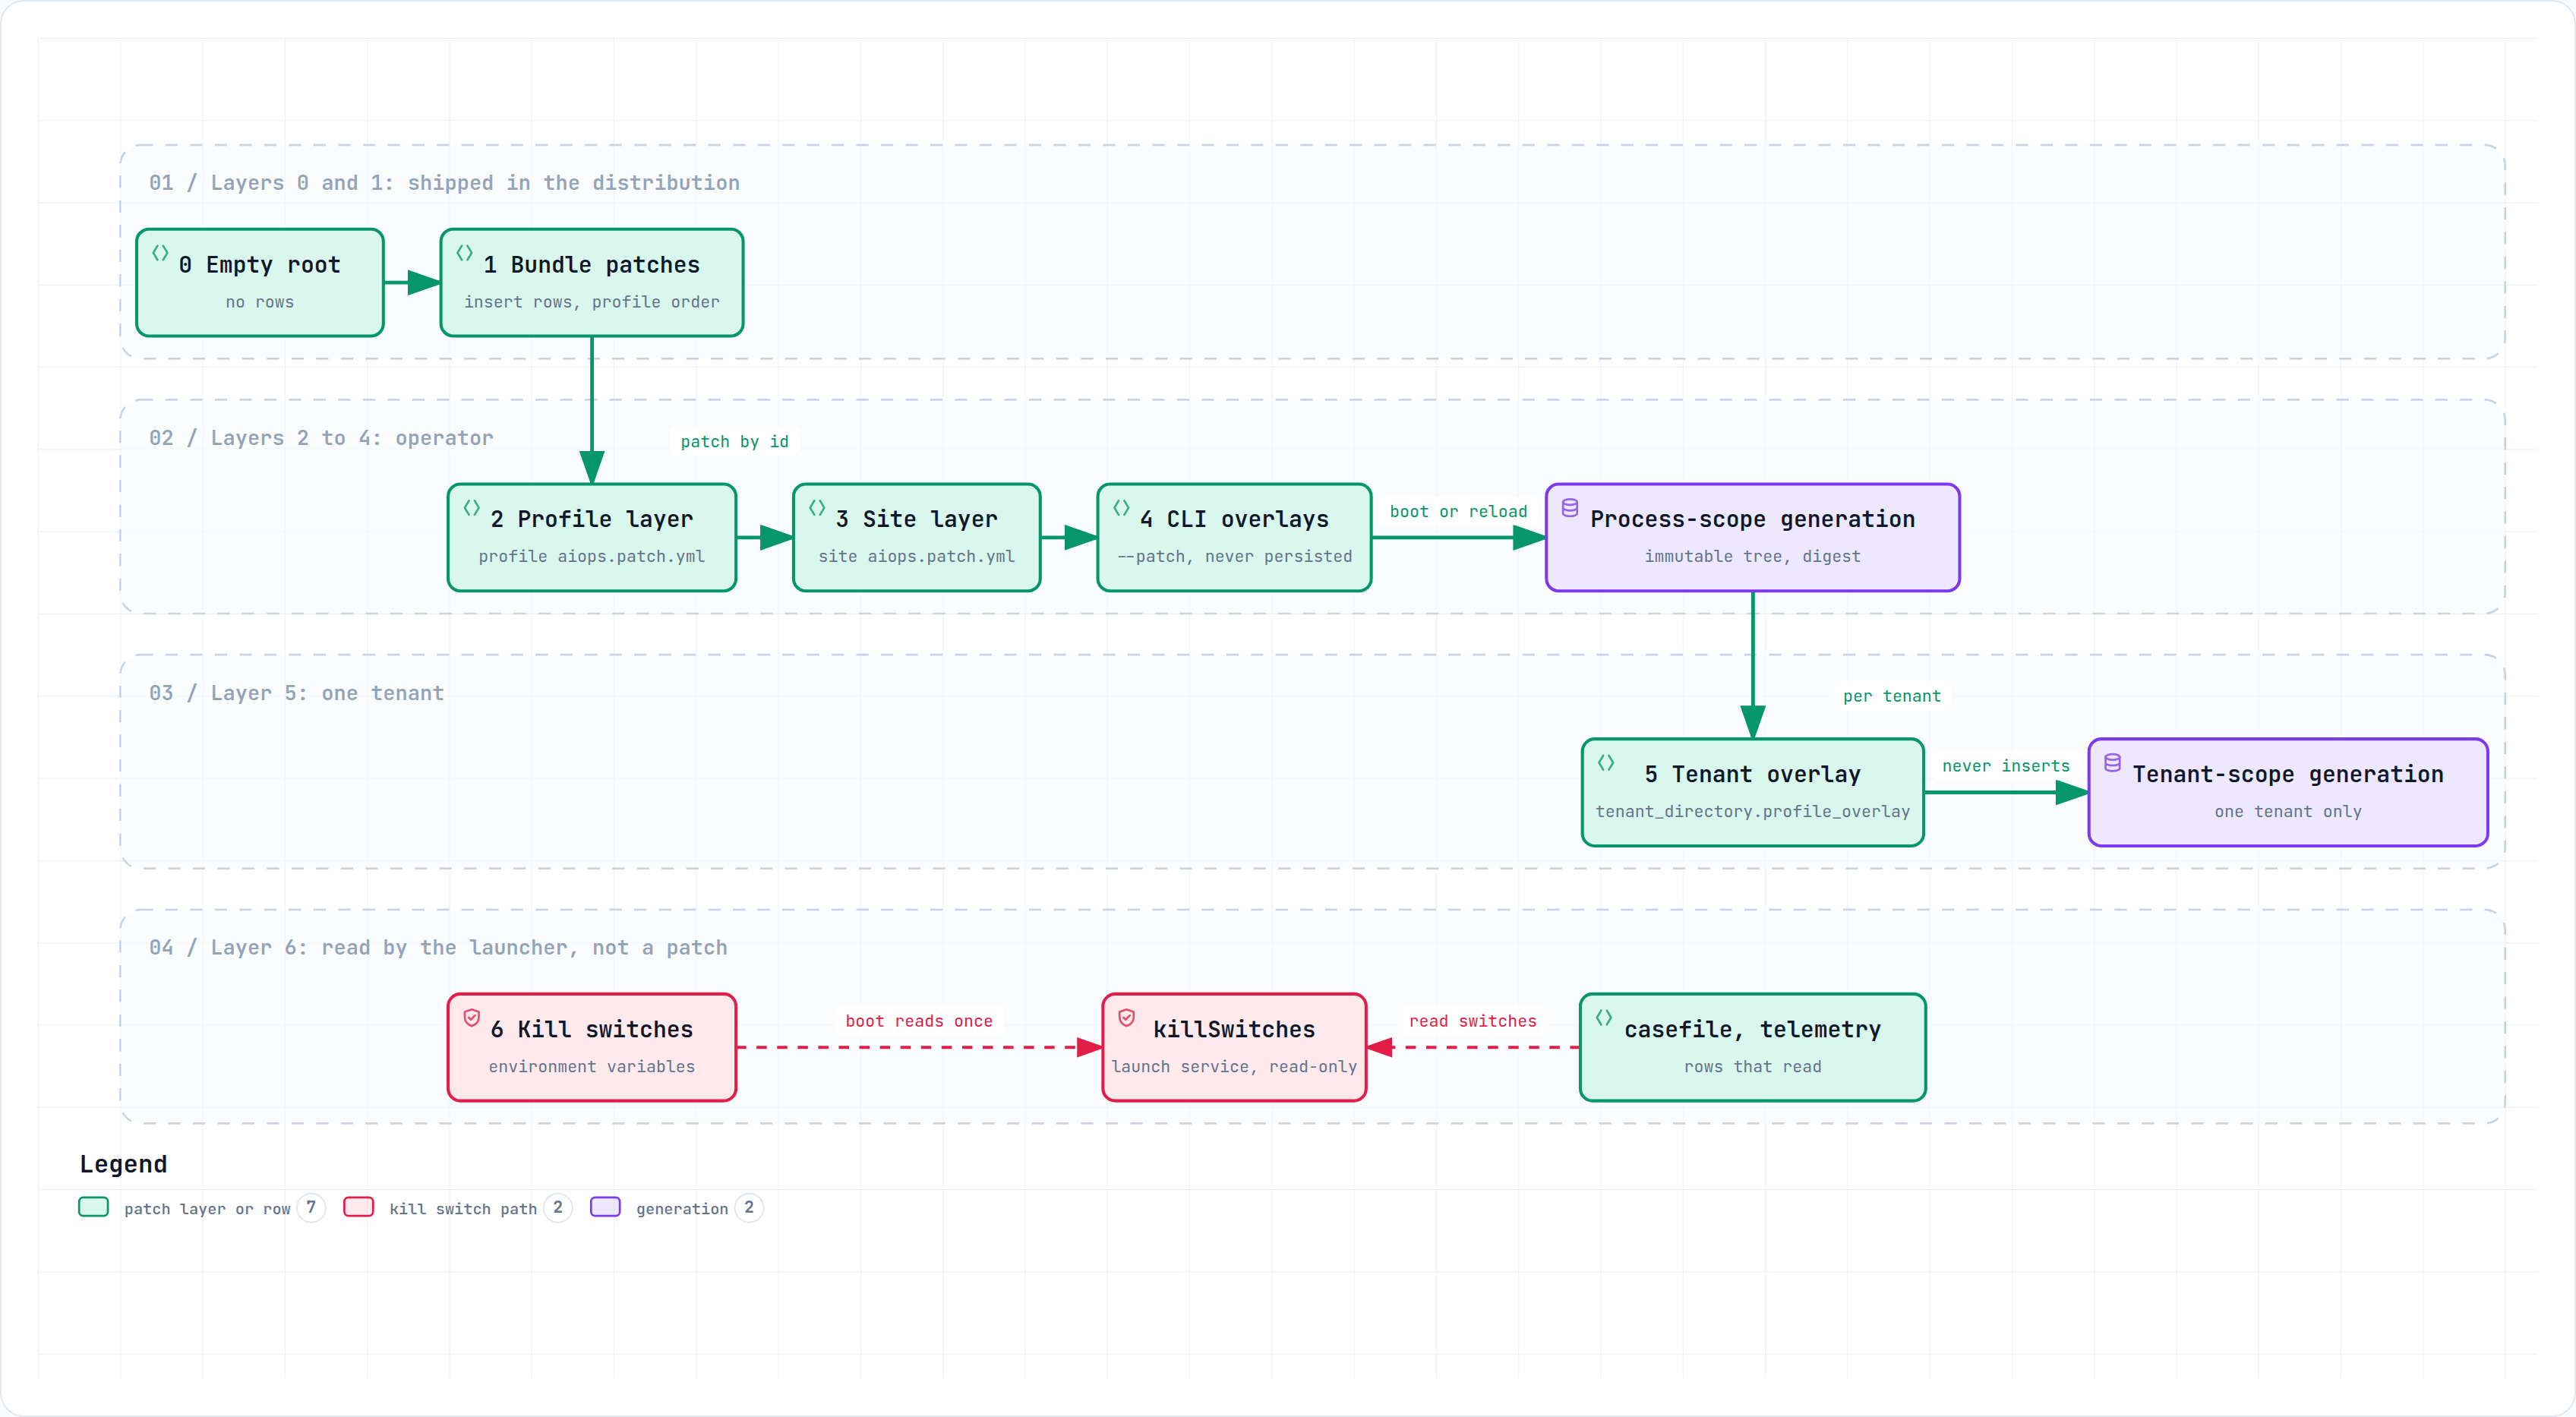 01 / Layers 0 and 1: shipped in the distribution
0 Empty root
no rows
1 Bundle patches
insert rows, profile order
02 / Layers 2 to 4: operator
patch by id
2 Profile layer
profile aiops.patch.yml
3 Site layer
site aiops.patch.yml
4 CLI overlays
--patch, never persisted
boot or reload
Process-scope generation
immutable tree, digest
03 / Layer 5: one tenant
per tenant
5 Tenant overlay
tenant_directory.profile_overlay
never inserts
Tenant-scope generation
one tenant only
04 / Layer 6: read by the launcher, not a patch
6 Kill switches
environment variables
boot reads once
killSwitches
launch service, read-only
read switches
casefile, telemetry
rows that read
Legend
patch layer or row 7
kill switch path 2
generation 2